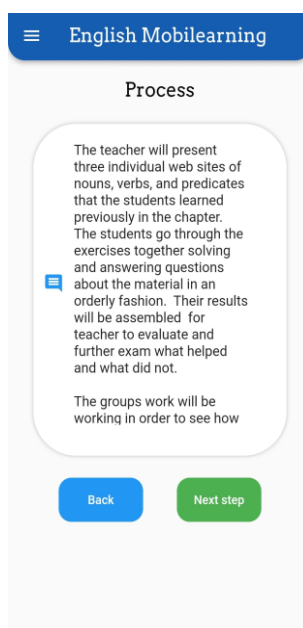 English Mobilearning
Process
The teacher will present
three individual web sites of
nouns, verbs, and predicates
that the students learned
previously in the chapter.
The students go through the
exercises together solving
and answering questions
about the material in an
orderly fashion.  Their results
will be assembled  for
teacher to evaluate and
further exam what helped
and what did not.
The groups work will be
working in order to see how
Back
Next step